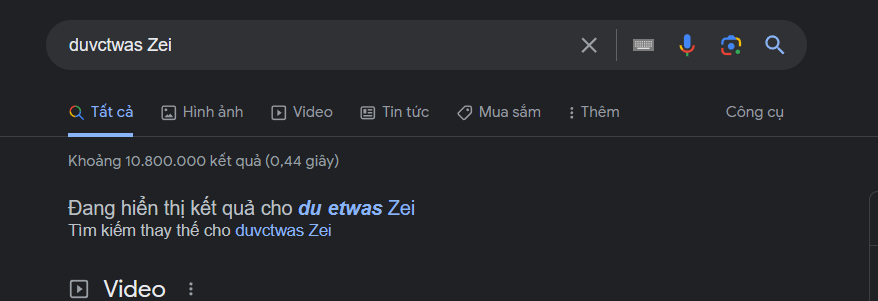 duvctwas Zei
Tất cả Hình ảnh Video Tin tức Mua sắm Thêm Công cụ
Khoảng 10.800.000 kết quả (0,44 giây)
Đang hiển thị kết quả cho du etwas Zei
Tìm kiếm thay thế cho duvctwas Zei
Video